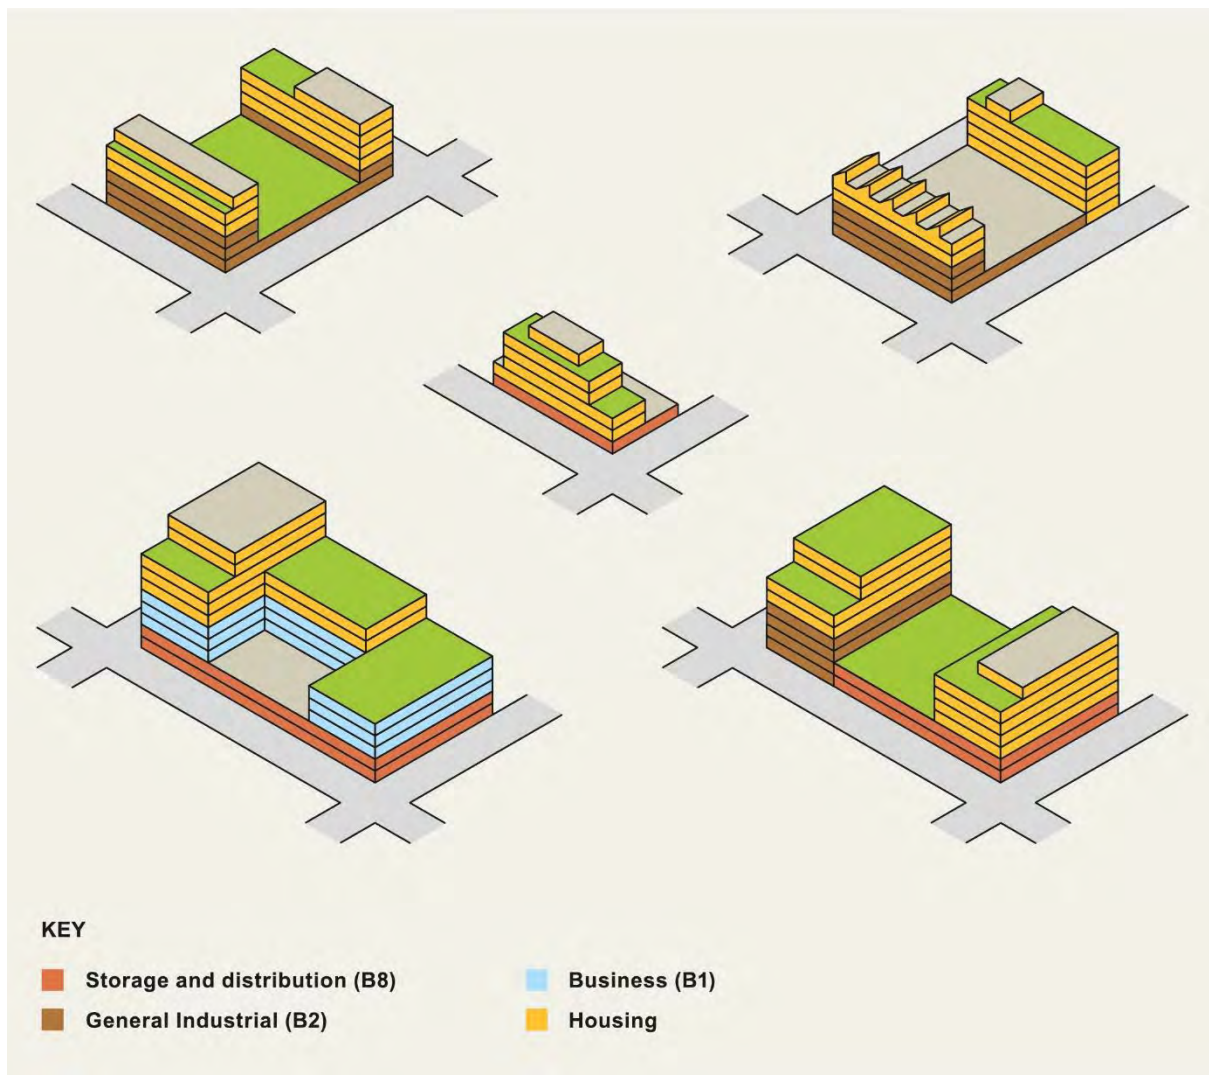 KEY
Storage and distribution (B8)
Business (B1)
General Industrial (B2)
Housing